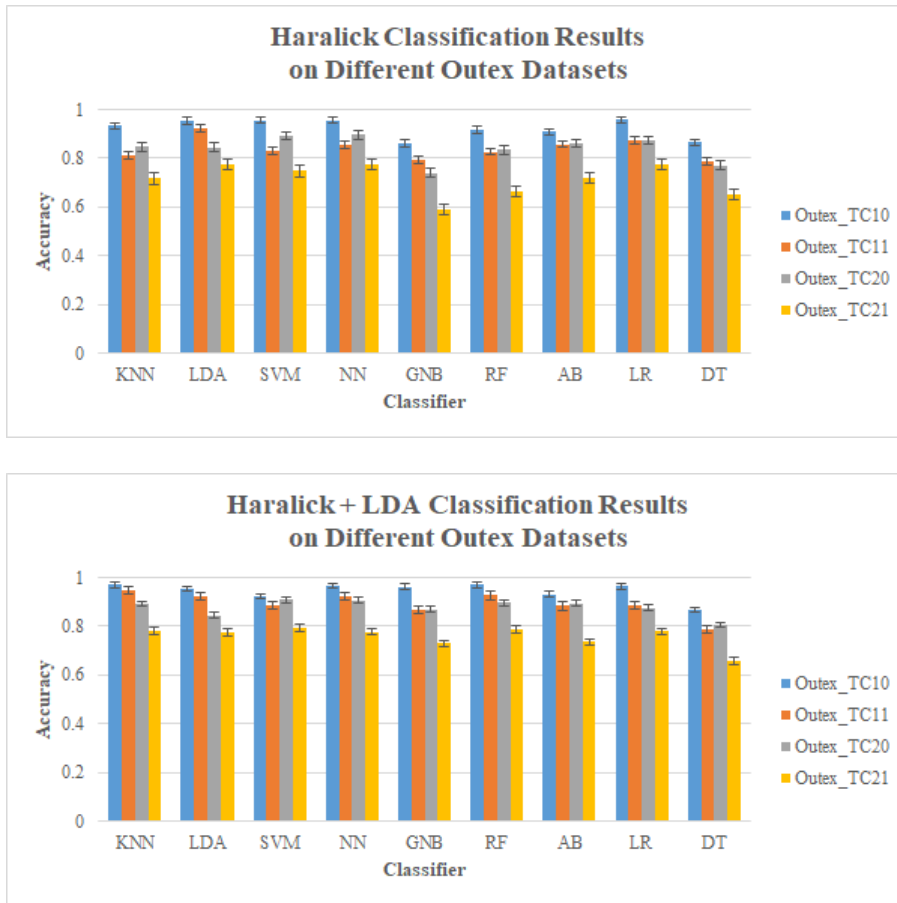 Haralick Classification Results
on Different Outex Datasets
1
0.8
0.6
0.4
0.2
0
Accuracy
KNN LDA SVM NN GNB RF AB LR DT
Classifier
Outex_TC10
Outex_TC11
Outex_TC20
Outex_TC21
Haralick + LDA Classification Results
on Different Outex Datasets
1
0.8
0.6
0.4
0.2
0
Accuracy
KNN LDA SVM NN GNB RF AB LR DT
Classifier
Outex_TC10
Outex_TC11
Outex_TC20
Outex_TC21